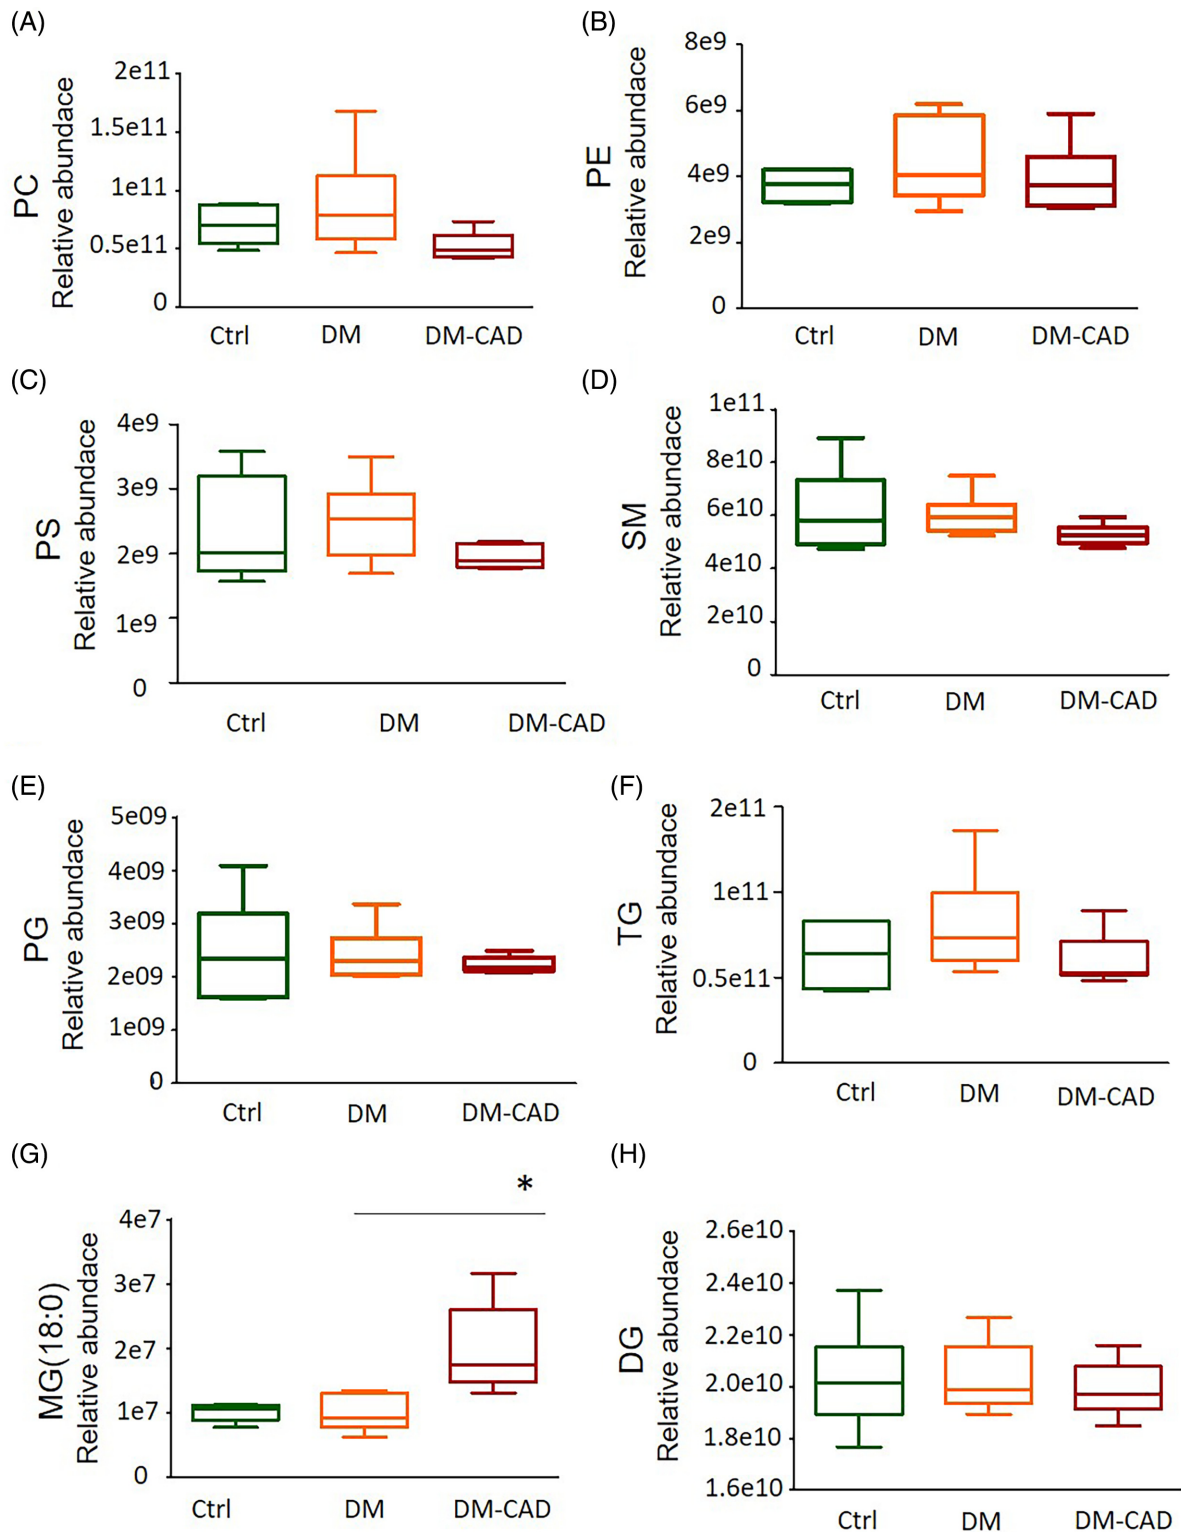 (A)
PC
Relative abundace
2e11
1.5e11
1e11
0.5e11
0
Ctrl DM DM-CAD
(B)
PE
Relative abundace
8e9
6e9
4e9
2e9
0
Ctrl DM DM-CAD
(C)
PS
Relative abundace
4e9
3e9
2e9
1e9
0
Ctrl DM DM-CAD
(D)
SM
Relative abundace
1e11
8e10
6e10
4e10
2e10
0
Ctrl DM DM-CAD
(E)
PG
Relative abundace
5e09
4e09
3e09
2e09
1e09
0
Ctrl DM DM-CAD
(F)
TG
Relative abundace
2e11
1e11
0.5e11
0
Ctrl DM DM-CAD
(G)
MG(18:0)
Relative abundace
*
4e7
3e7
2e7
1e7
0
Ctrl DM DM-CAD
(H)
DG
Relative abundace
2.6e10
2.4e10
2.2e10
2.0e10
1.8e10
1.6e10
Ctrl DM DM-CAD